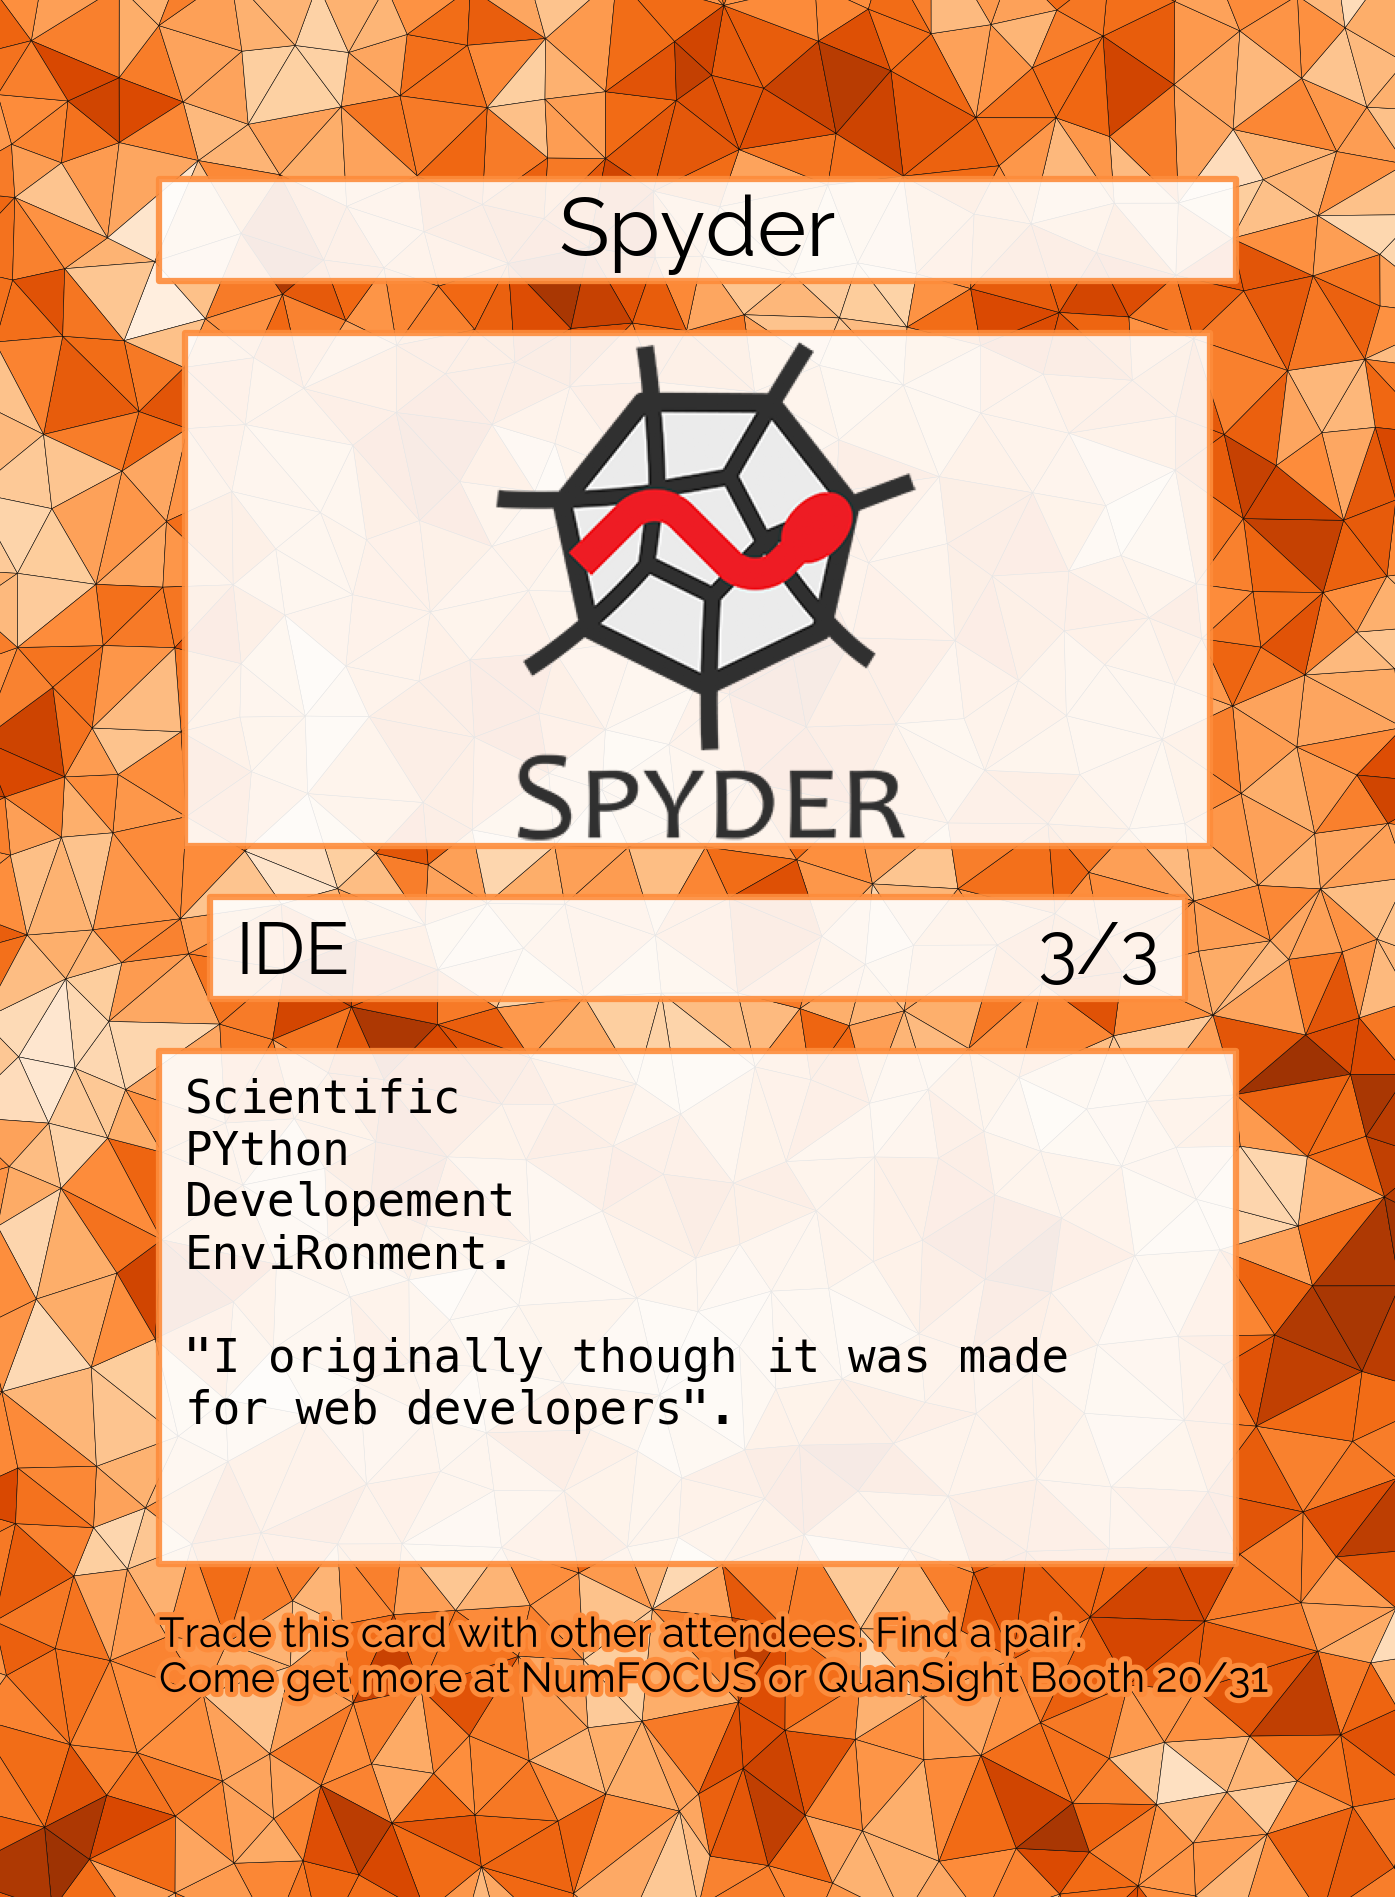 Spyder
SPYDER
IDE 3/3
Scientific
PYthon
Developement
EnviRonment.
"I originally though it was made
for web developers".
Trade this card with other attendees. Find a pair.
Come get more at NumFOCUS or QuanSight Booth 20/31